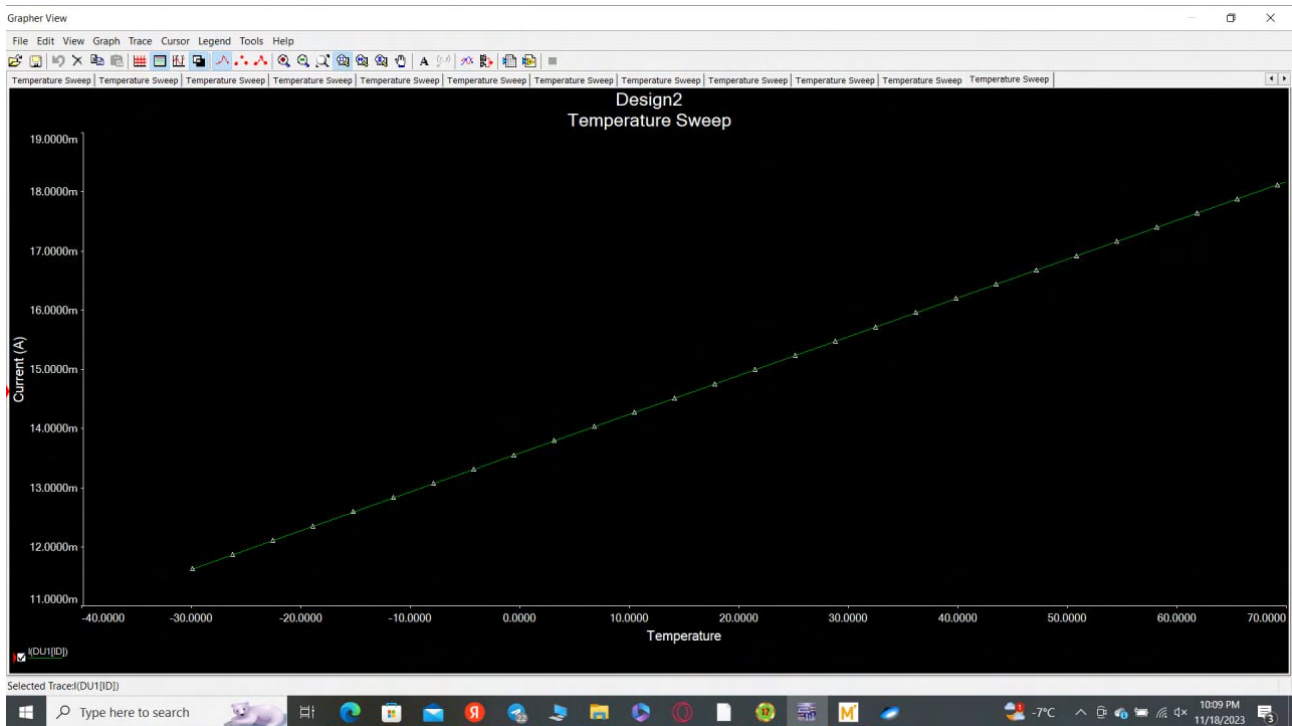 Grapher View
File Edit View Graph Trace Cursor Legend Tools Help
Temperature Sweep Temperature Sweep Temperature Sweep Temperature Sweep Temperature Sweep Temperature Sweep Temperature Sweep Temperature Sweep Temperature Sweep Temperature Sweep Temperature Sweep Temperature Sweep
Design2
Temperature Sweep
19.0000m
18.0000m
17.0000m
16.0000m
Current (A)
15.0000m
14.0000m
13.0000m
12.0000m
11.0000m
-40.0000 -30.0000 -20.0000 -10.0000 0.0000 10.0000 20.0000 30.0000 40.0000 50.0000 60.0000 70.0000
Temperature
I(DU1[ID])
Selected Trace:I(DU1[ID])
Type here to search
-7°C
10:09 PM
11/18/2023
3